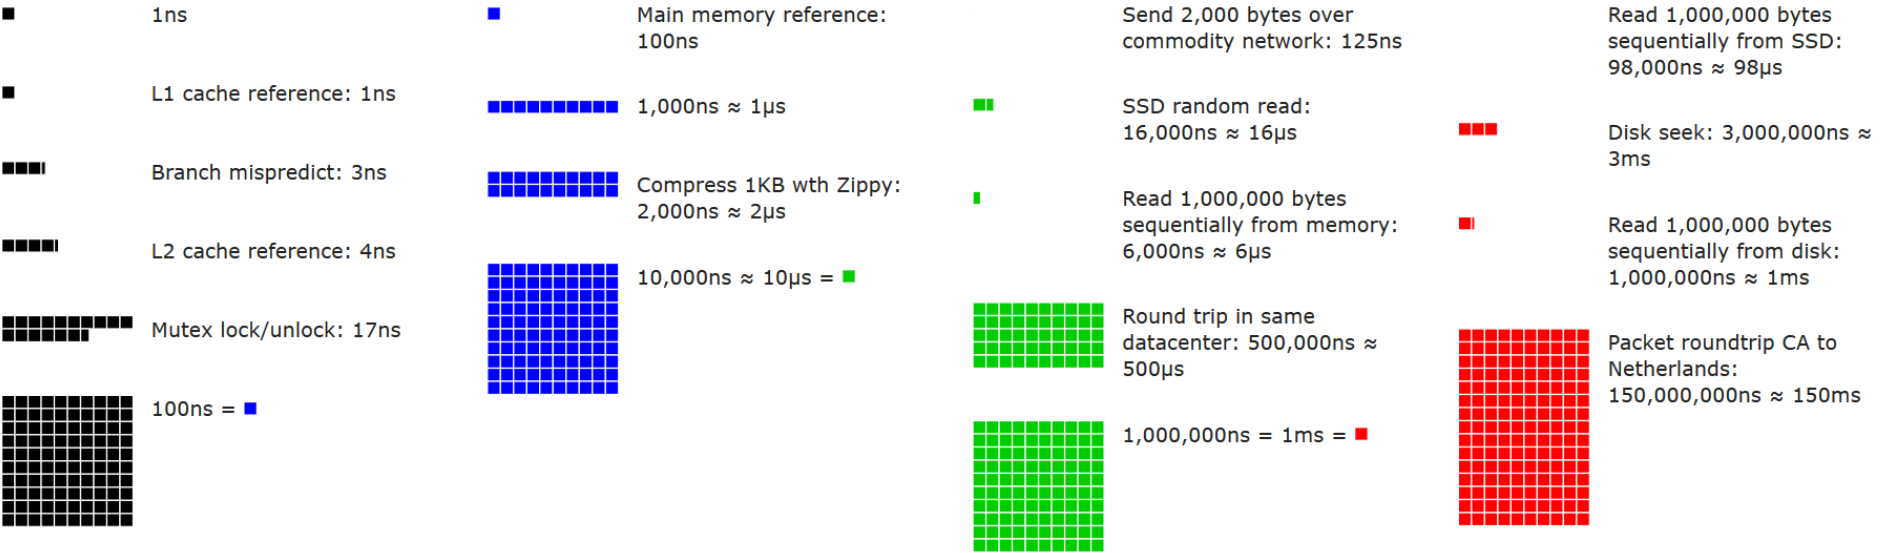 1ns
L1 cache reference: 1ns
Branch mispredict: 3ns
L2 cache reference: 4ns
Mutex lock/unlock: 17ns
100ns =
Main memory reference:
100ns
1,000ns ≈ 1μs
Compress 1KB wth Zippy:
2,000ns ≈ 2μs
10,000ns ≈ 10μs =
Send 2,000 bytes over
commodity network: 125ns
SSD random read:
16,000ns ≈ 16μs
Read 1,000,000 bytes
sequentially from memory:
6,000ns ≈ 6μs
Round trip in same
datacenter: 500,000ns ≈
500μs
1,000,000ns = 1ms =
Read 1,000,000 bytes
sequentially from SSD:
98,000ns ≈ 98μs
Disk seek: 3,000,000ns ≈
3ms
Read 1,000,000 bytes
sequentially from disk:
1,000,000ns ≈ 1ms
Packet roundtrip CA to
Netherlands:
150,000,000ns ≈ 150ms